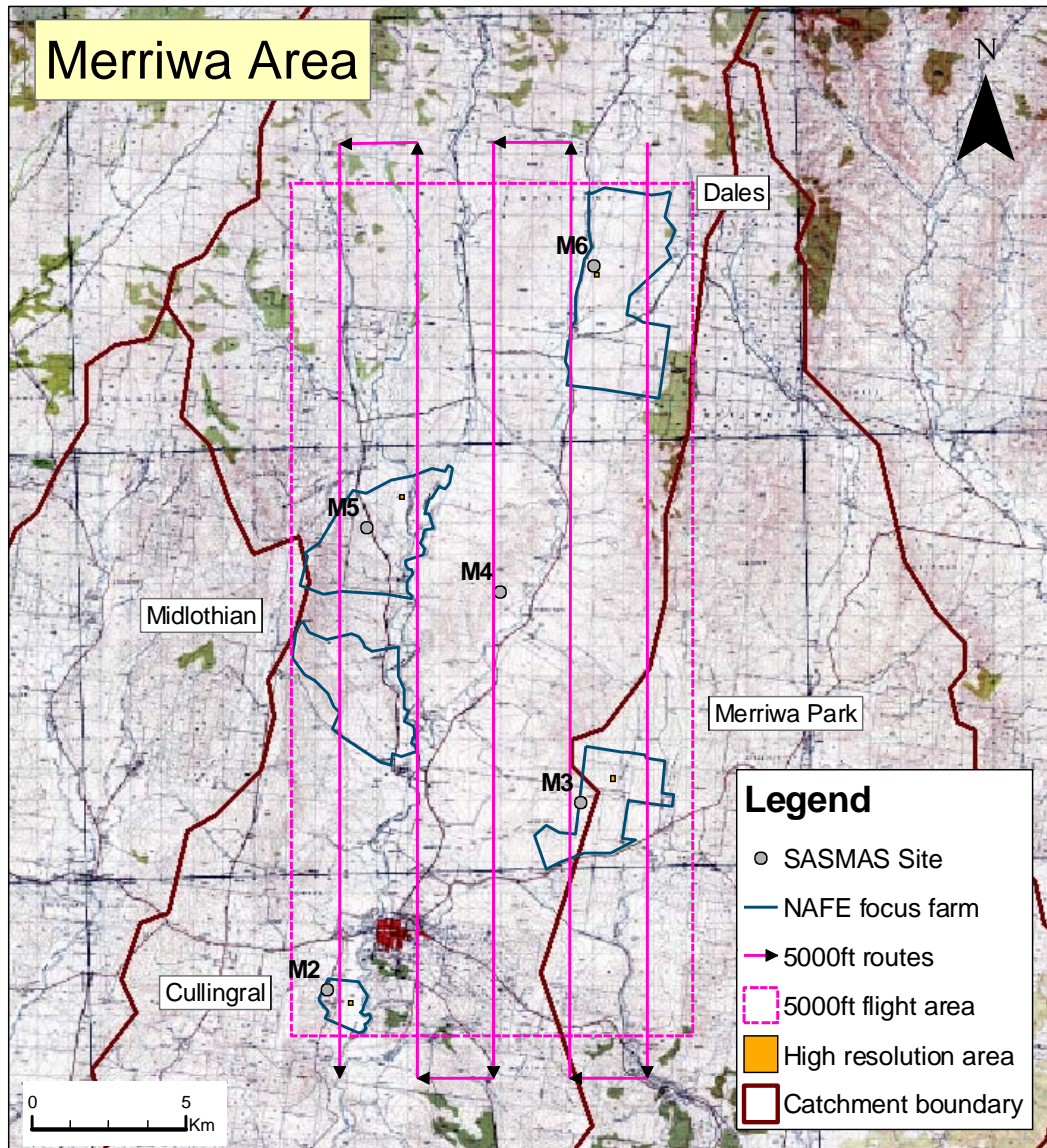 Merriwa Area
N
Dales
M6
M5
M4
Midlothian
Merriwa Park
M3
M2
Cullingral
Legend
SASMAS Site
NAFE focus farm
5000ft routes
5000ft flight area
High resolution area
Catchment boundary
0 5
Km